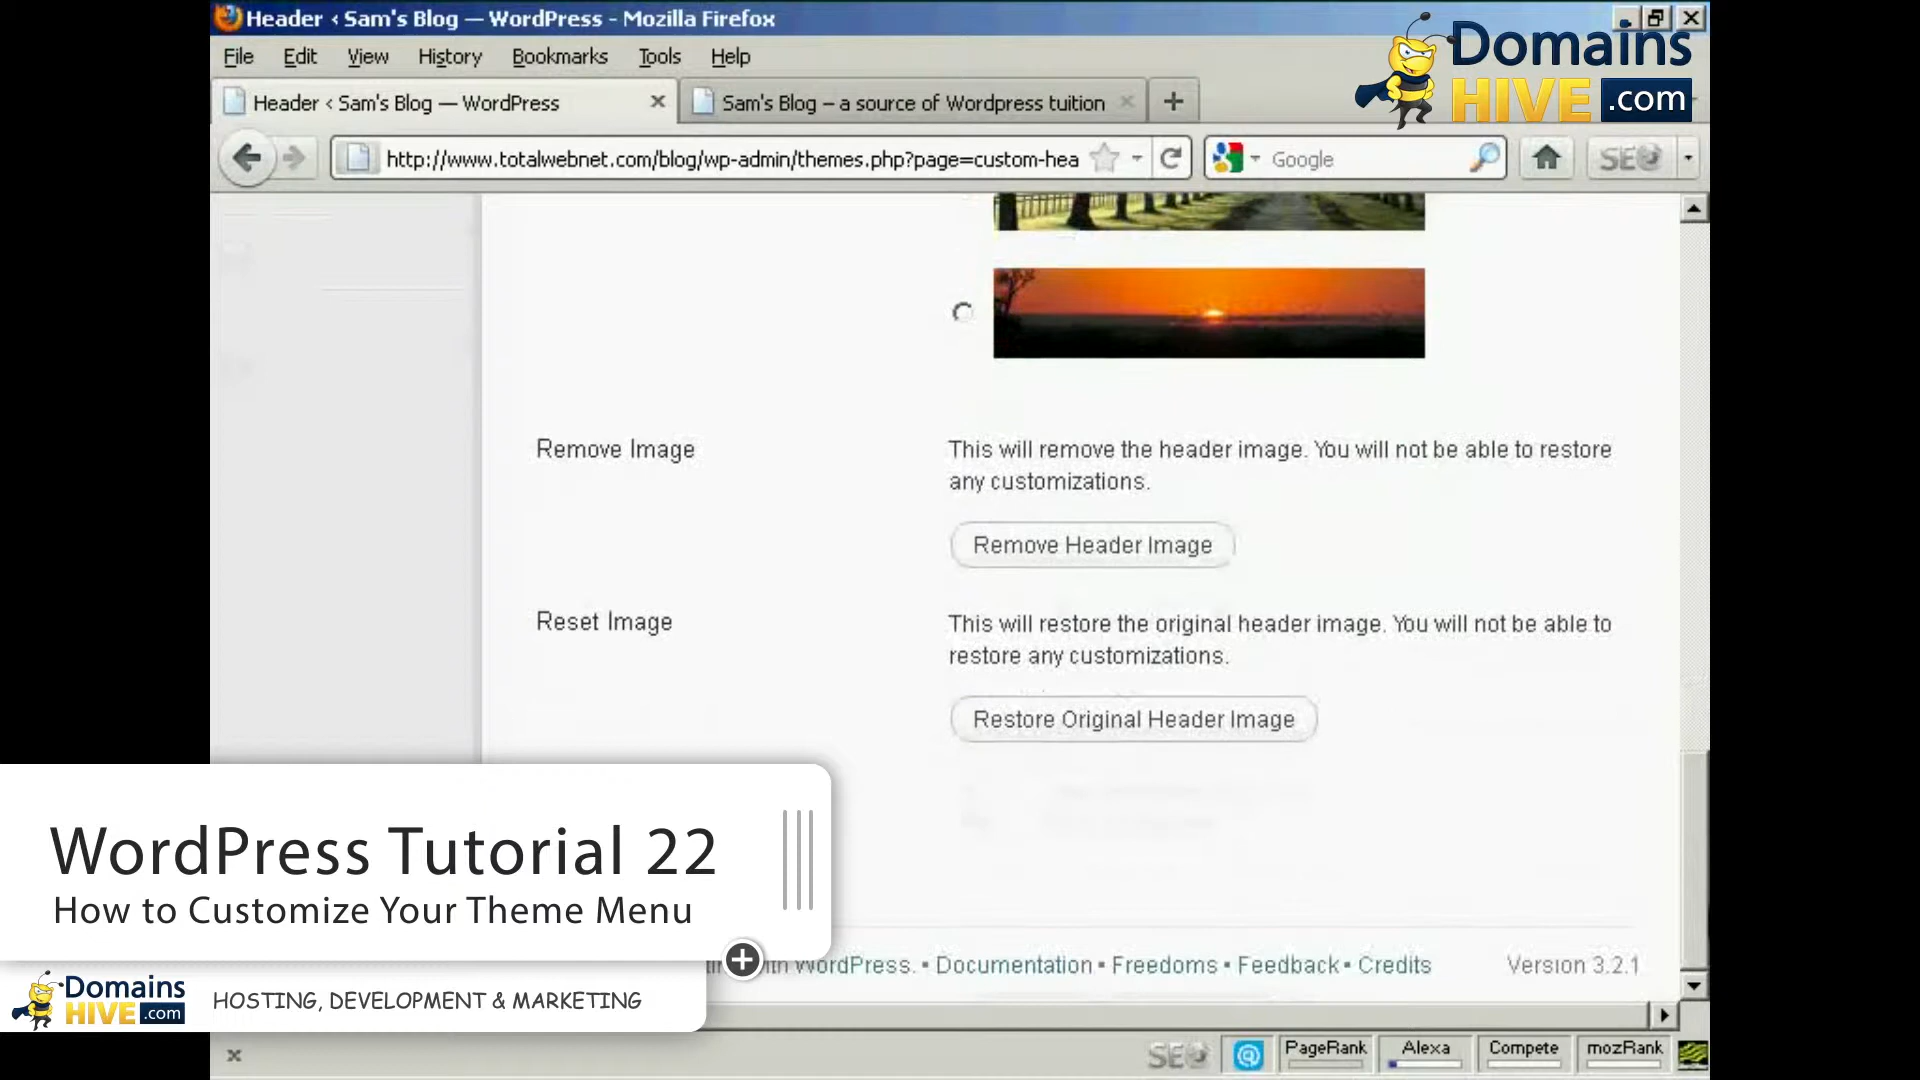 Header < Sam's Blog — WordPress - Mozilla Firefox
File Edit View History Bookmarks Tools Help
Header < Sam's Blog — WordPress
Sam's Blog – a source of Wordpress tuition
Domains
HIVE .com
http://www.totalwebnet.com/blog/wp-admin/themes.php?page=custom-hea
Google
SEO
Remove Image
This will remove the header image. You will not be able to restore
any customizations.
Remove Header Image
Reset Image
This will restore the original header image. You will not be able to
restore any customizations.
Restore Original Header Image
WordPress Tutorial 22
How to Customize Your Theme Menu
WordPress. • Documentation • Freedoms • Feedback • Credits
Version 3.2.1
Domains
HIVE .com
HOSTING, DEVELOPMENT & MARKETING
SEO
PageRank
Alexa
Compete
mozRank